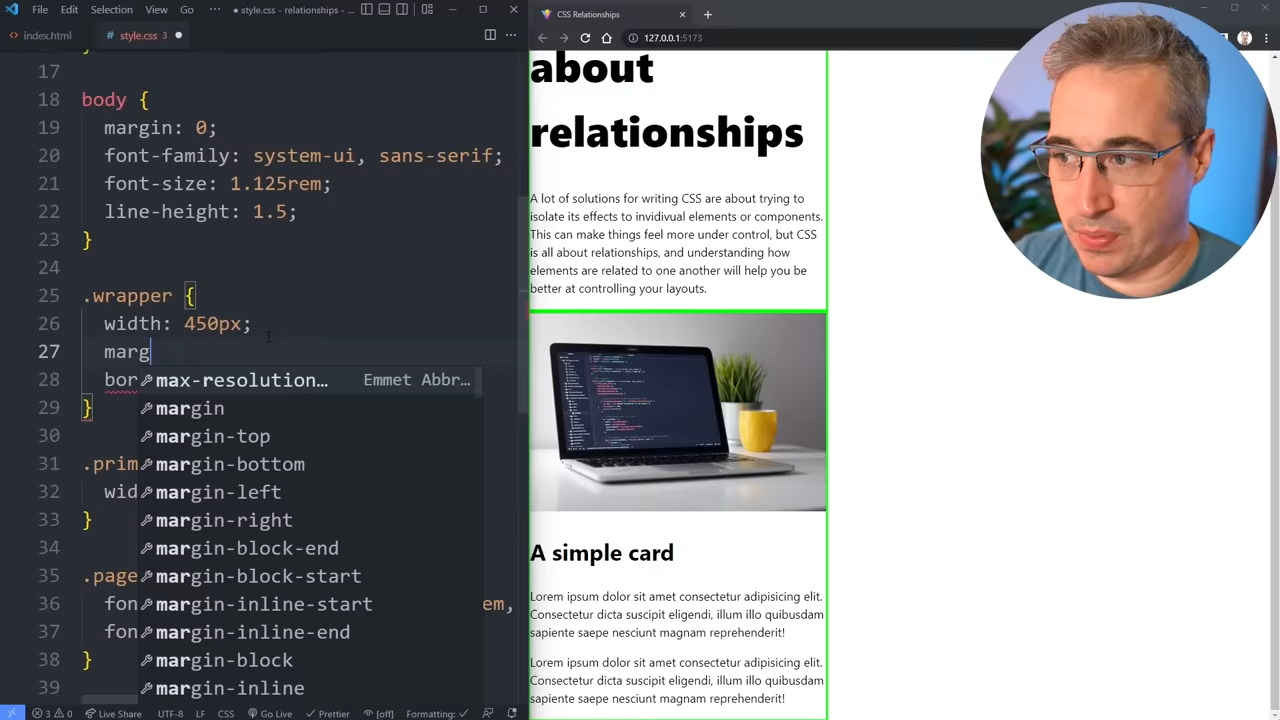 File Edit Selection View Go ··· ● style.css - relationships - ...
index.html # style.css 3 ●
17
18 body {
19 margin: 0;
20 font-family: system-ui, sans-serif;
21 font-size: 1.125rem;
22 line-height: 1.5;
23 }
24
25 .wrapper {
26 width: 450px;
27 marg
28 bor
29 }
30
31 .prim
32 wid
33 }
34
35 .page
36 fon em,
37 fon
38 }
39
max-resolution… Emmet Abbr…
margin
margin-top
margin-bottom
margin-left
margin-right
margin-block-end
margin-block-start
margin-inline-start
margin-inline-end
margin-block
margin-inline
3 0 Live Share UTF-8 LF CSS Go Live ✓ Prettier [off] Formatting: ✓
CSS Relationships
127.0.0.1:5173
about
relationships
A lot of solutions for writing CSS are about trying to
isolate its effects to invidivual elements or components.
This can make things feel more under control, but CSS
is all about relationships, and understanding how
elements are related to one another will help you be
better at controlling your layouts.
A simple card
Lorem ipsum dolor sit amet consectetur adipisicing elit.
Consectetur dicta suscipit eligendi, illum illo quibusdam
sapiente saepe nesciunt magnam reprehenderit!
Lorem ipsum dolor sit amet consectetur adipisicing elit.
Consectetur dicta suscipit eligendi, illum illo quibusdam
sapiente saepe nesciunt magnam reprehenderit!